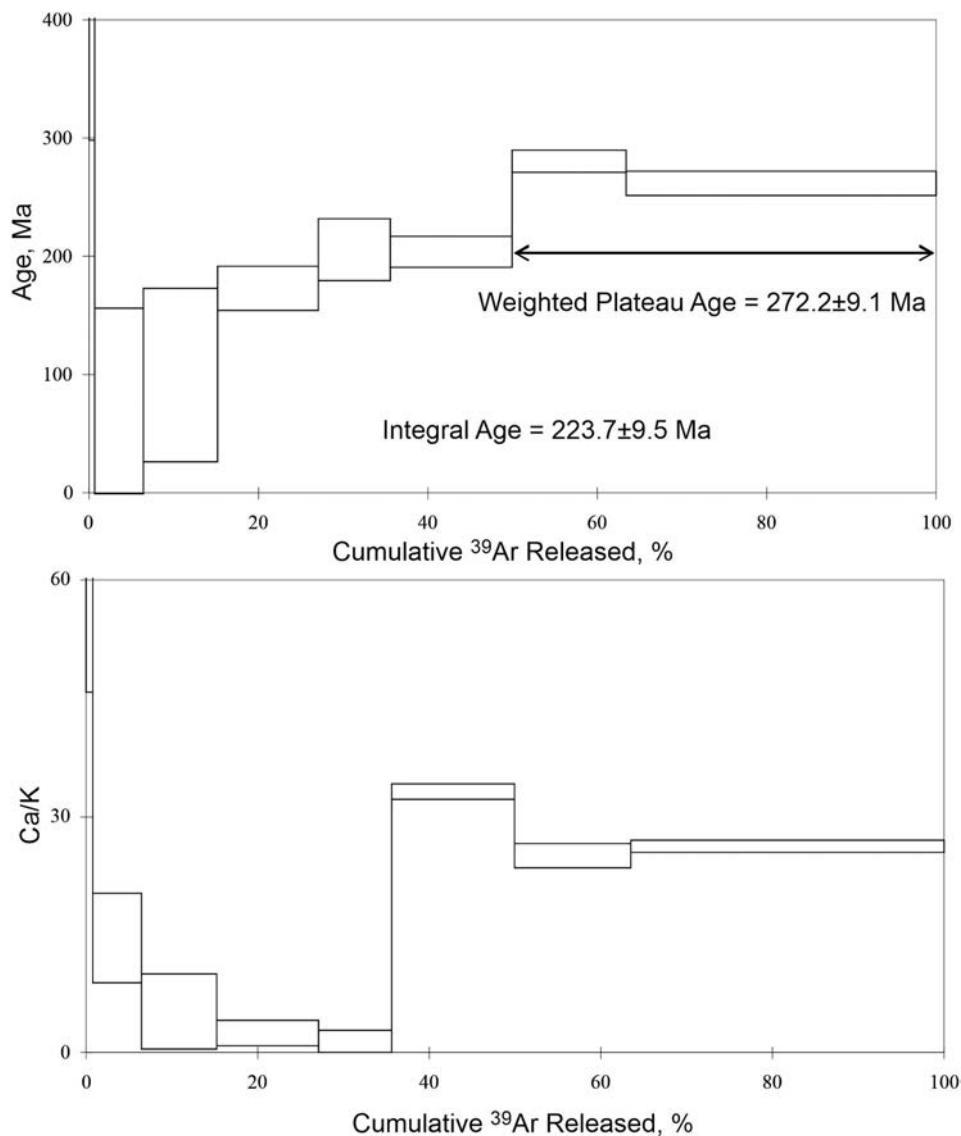 400
300
200
100
0
Age, Ma
Weighted Plateau Age = 272.2±9.1 Ma
Integral Age = 223.7±9.5 Ma
0 20 40 60 80 100
Cumulative ³⁹Ar Released, %
60
30
0
Ca/K
0 20 40 60 80 100
Cumulative ³⁹Ar Released, %